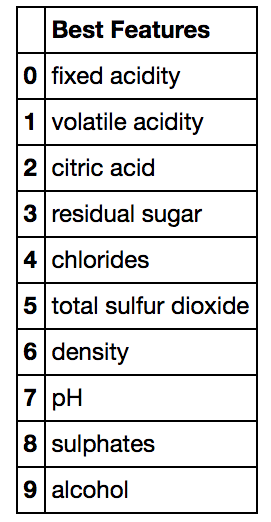 Best Features
0 fixed acidity
1 volatile acidity
2 citric acid
3 residual sugar
4 chlorides
5 total sulfur dioxide
6 density
7 pH
8 sulphates
9 alcohol